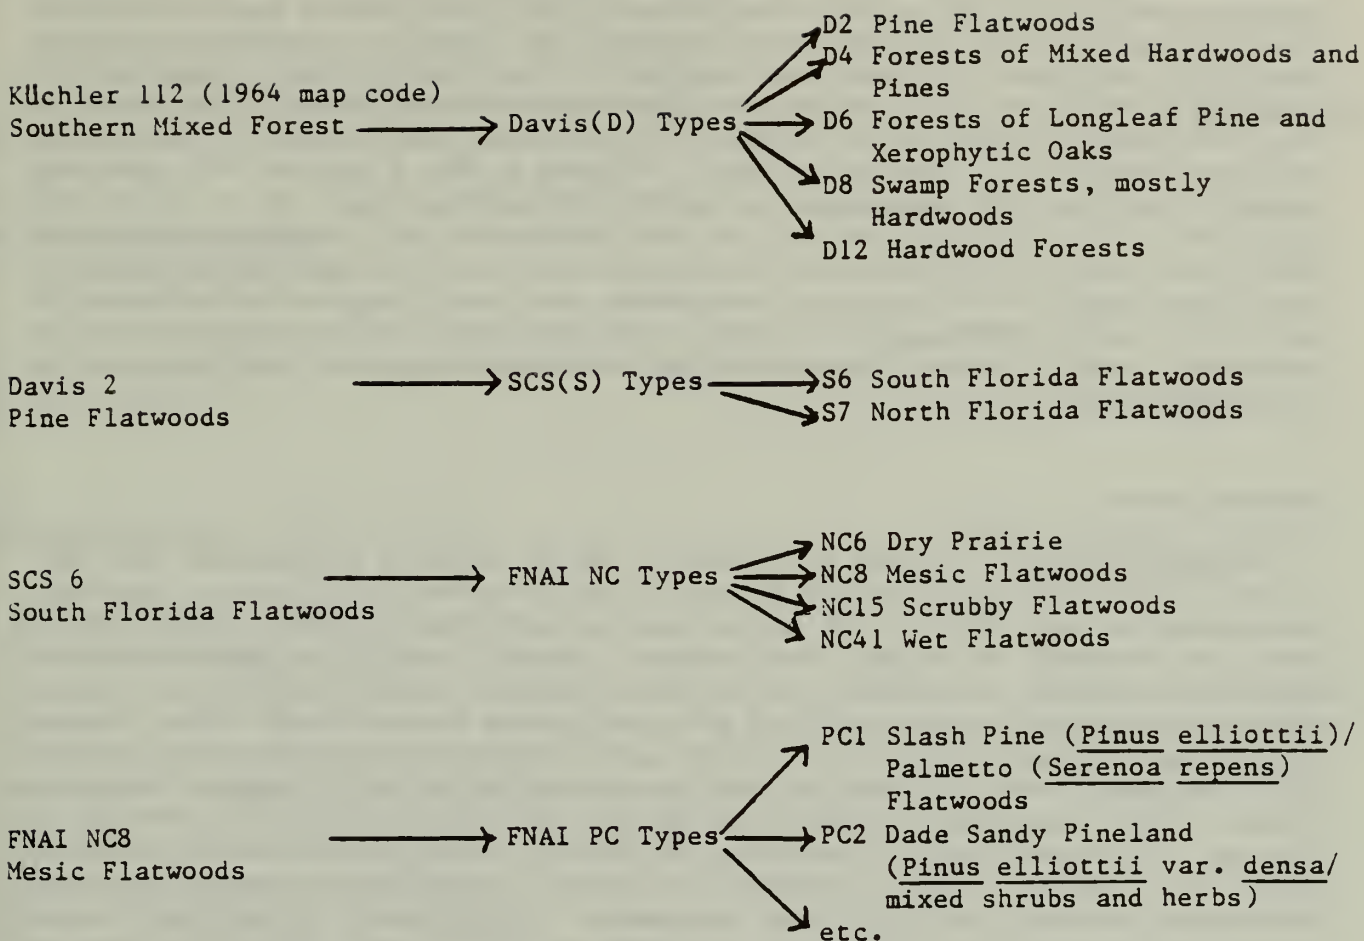 D2 Pine Flatwoods
D4 Forests of Mixed Hardwoods and
Pines
Küchler 112 (1964 map code)
Southern Mixed Forest
Davis(D) Types
D6 Forests of Longleaf Pine and
Xerophytic Oaks
D8 Swamp Forests, mostly
Hardwoods
D12 Hardwood Forests
Davis 2
Pine Flatwoods
SCS(S) Types
S6 South Florida Flatwoods
S7 North Florida Flatwoods
SCS 6
South Florida Flatwoods
FNAI NC Types
NC6 Dry Prairie
NC8 Mesic Flatwoods
NC15 Scrubby Flatwoods
NC41 Wet Flatwoods
FNAI NC8
Mesic Flatwoods
FNAI PC Types
PC1 Slash Pine (Pinus elliottii)/
Palmetto (Serenoa repens)
Flatwoods
PC2 Dade Sandy Pineland
(Pinus elliottii var. densa/
mixed shrubs and herbs)
etc.